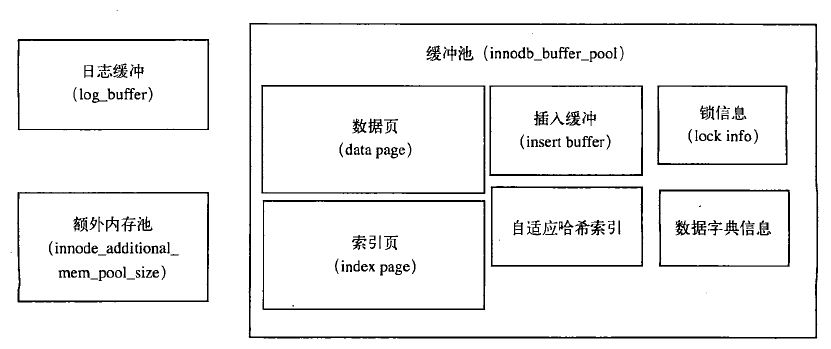 日志缓冲
(log_buffer)
额外内存池
(innode_additional_
mem_pool_size)
缓冲池（innodb_buffer_pool）
数据页
(data page)
插入缓冲
(insert buffer)
锁信息
(lock info)
索引页
(index page)
自适应哈希索引
数据字典信息